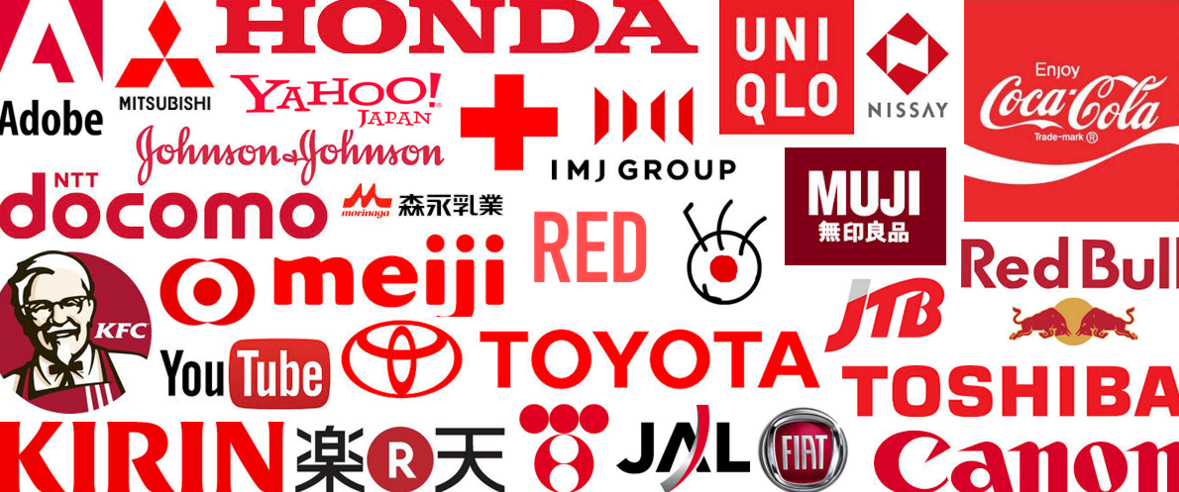 HONDA
Adobe
MITSUBISHI
YAHOO!
JAPAN
UNI
QLO
NISSAY
Enjoy
Coca-Cola
Trade-mark ®
Johnson & Johnson
IMJ GROUP
NTT
docomo
morinaga
森永乳業
RED
MUJI
無印良品
Red Bull
meiji
KFC
JTB
YouTube
TOYOTA
TOSHIBA
KIRIN
楽R天
JAL
FIAT
Canon